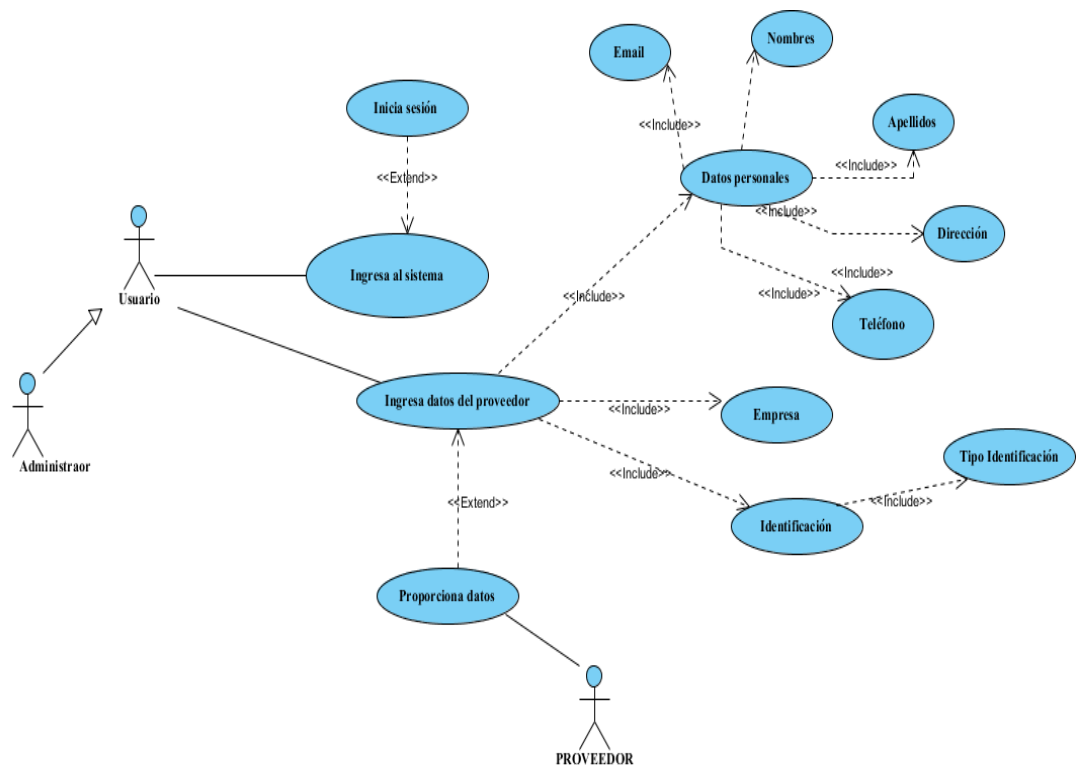 Nombres
Email
Inicia sesión
Apellidos
<<Include>>
<<Include>>
Datos personales
<<Extend>>
<<Include>>
Dirección
Ingresa al sistema
<<Include>>
Usuario
<<Include>>
<<Include>>
Teléfono
Ingresa datos del proveedor
<<Include>>
Empresa
Administraor
Tipo Identificación
<<Include>>
<<Extend>>
<<Include>>
Identificación
Proporciona datos
PROVEEDOR